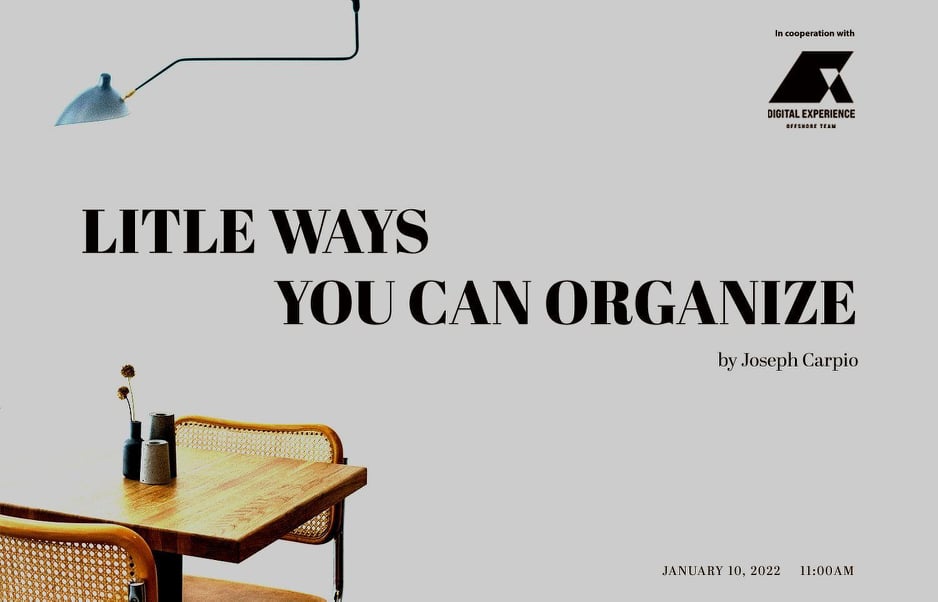 In cooperation with
DIGITAL EXPERIENCE
OFFSHORE TEAM
LITLE WAYS
YOU CAN ORGANIZE
by Joseph Carpio
JANUARY 10, 2022 11:00AM